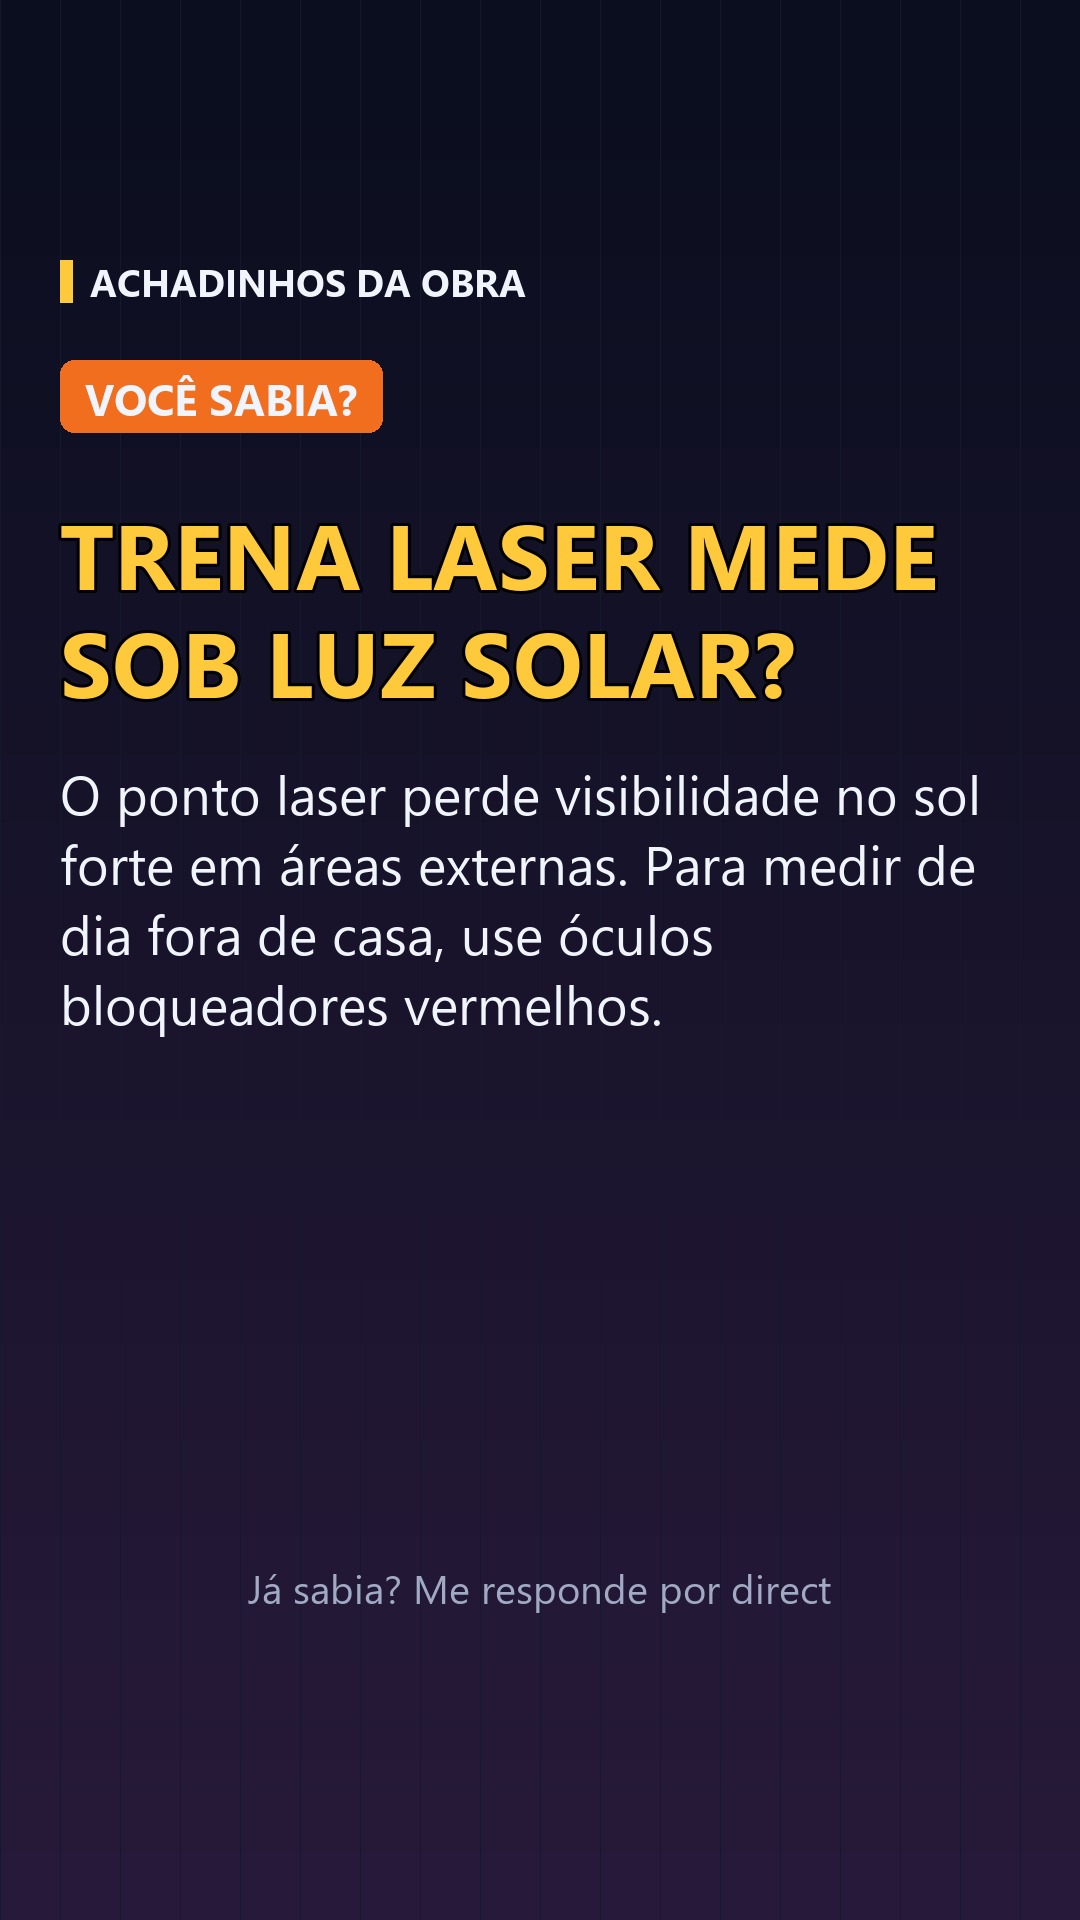 ACHADINHOS DA OBRA
VOCÊ SABIA?
TRENA LASER MEDE
SOB LUZ SOLAR?
O ponto laser perde visibilidade no sol
forte em áreas externas. Para medir de
dia fora de casa, use óculos
bloqueadores vermelhos.
Já sabia? Me responde por direct